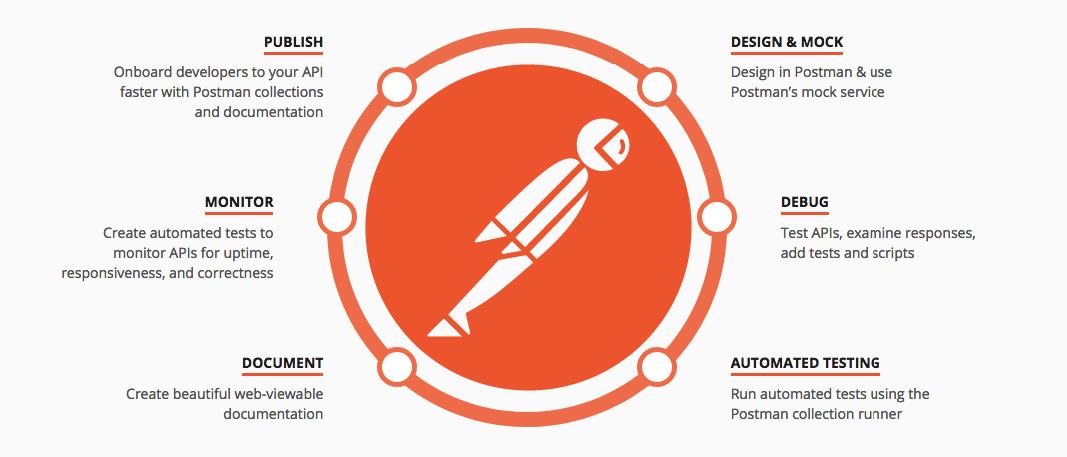 PUBLISH
Onboard developers to your API
faster with Postman collections
and documentation
DESIGN & MOCK
Design in Postman & use
Postman’s mock service
MONITOR
Create automated tests to
monitor APIs for uptime,
responsiveness, and correctness
DEBUG
Test APIs, examine responses,
add tests and scripts
DOCUMENT
Create beautiful web-viewable
documentation
AUTOMATED TESTING
Run automated tests using the
Postman collection runner